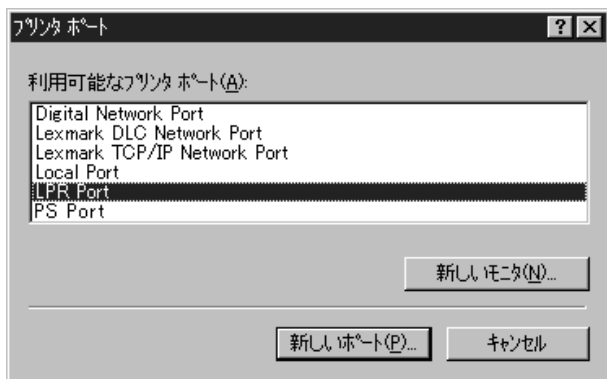 プリンタ ポート
利用可能なプリンタ ポート(A):
Digital Network Port
Lexmark DLC Network Port
Lexmark TCP/IP Network Port
Local Port
LPR Port
PS Port
新しいモニタ(N)...
新しいポート(P)... キャンセル